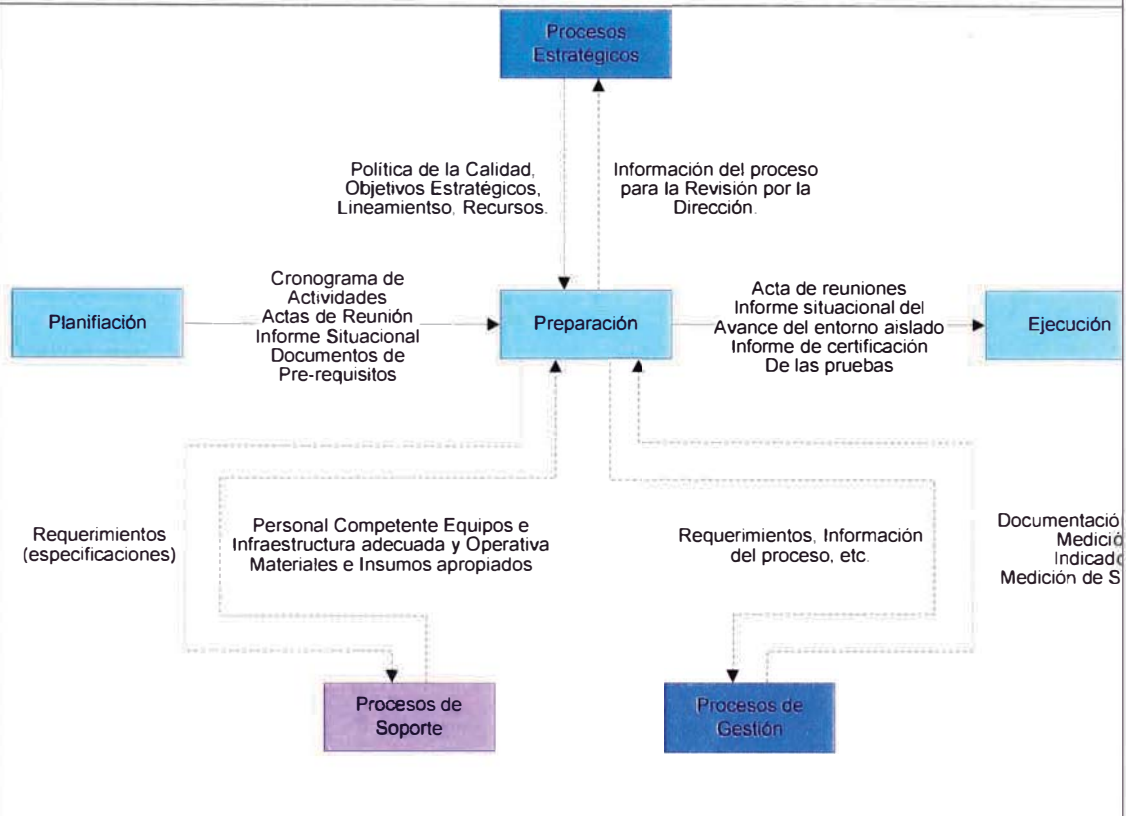 Procesos
Estratégicos
Política de la Calidad,
Objetivos Estratégicos,
Lineamientso, Recursos.
Información del proceso
para la Revisión por la
Dirección.
Planifiación
Cronograma de
Actividades
Actas de Reunión
Informe Situacional
Documentos de
Pre-requisitos
Preparación
Acta de reuniones
Informe situacional del
Avance del entorno aislado
Informe de certificación
De las pruebas
Ejecución
Requerimientos
(especificaciones)
Personal Competente Equipos e
Infraestructura adecuada y Operativa
Materiales e Insumos apropiados
Requerimientos, Información
del proceso, etc.
Medición de
Procesos de
Soporte
Procesos de
Gestión